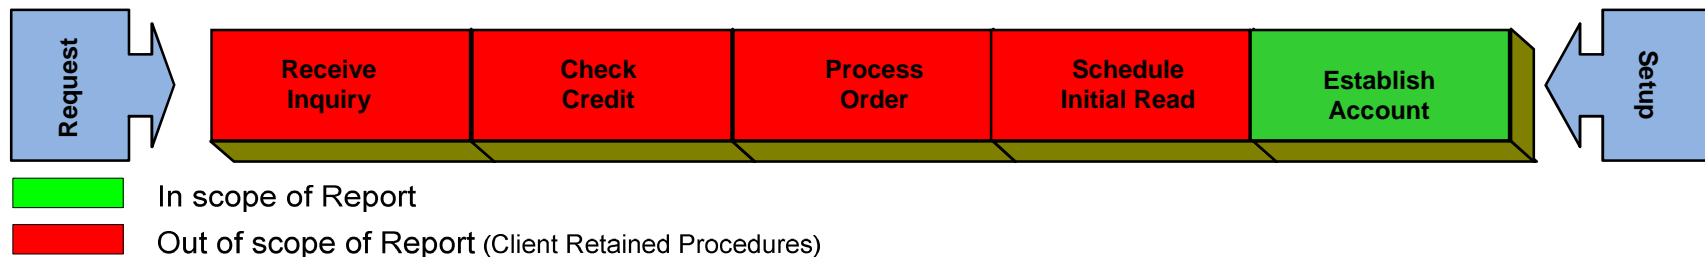 Request
Receive
Inquiry
Check
Credit
Process
Order
Schedule
Initial Read
Establish
Account
Setup
In scope of Report
Out of scope of Report (Client Retained Procedures)